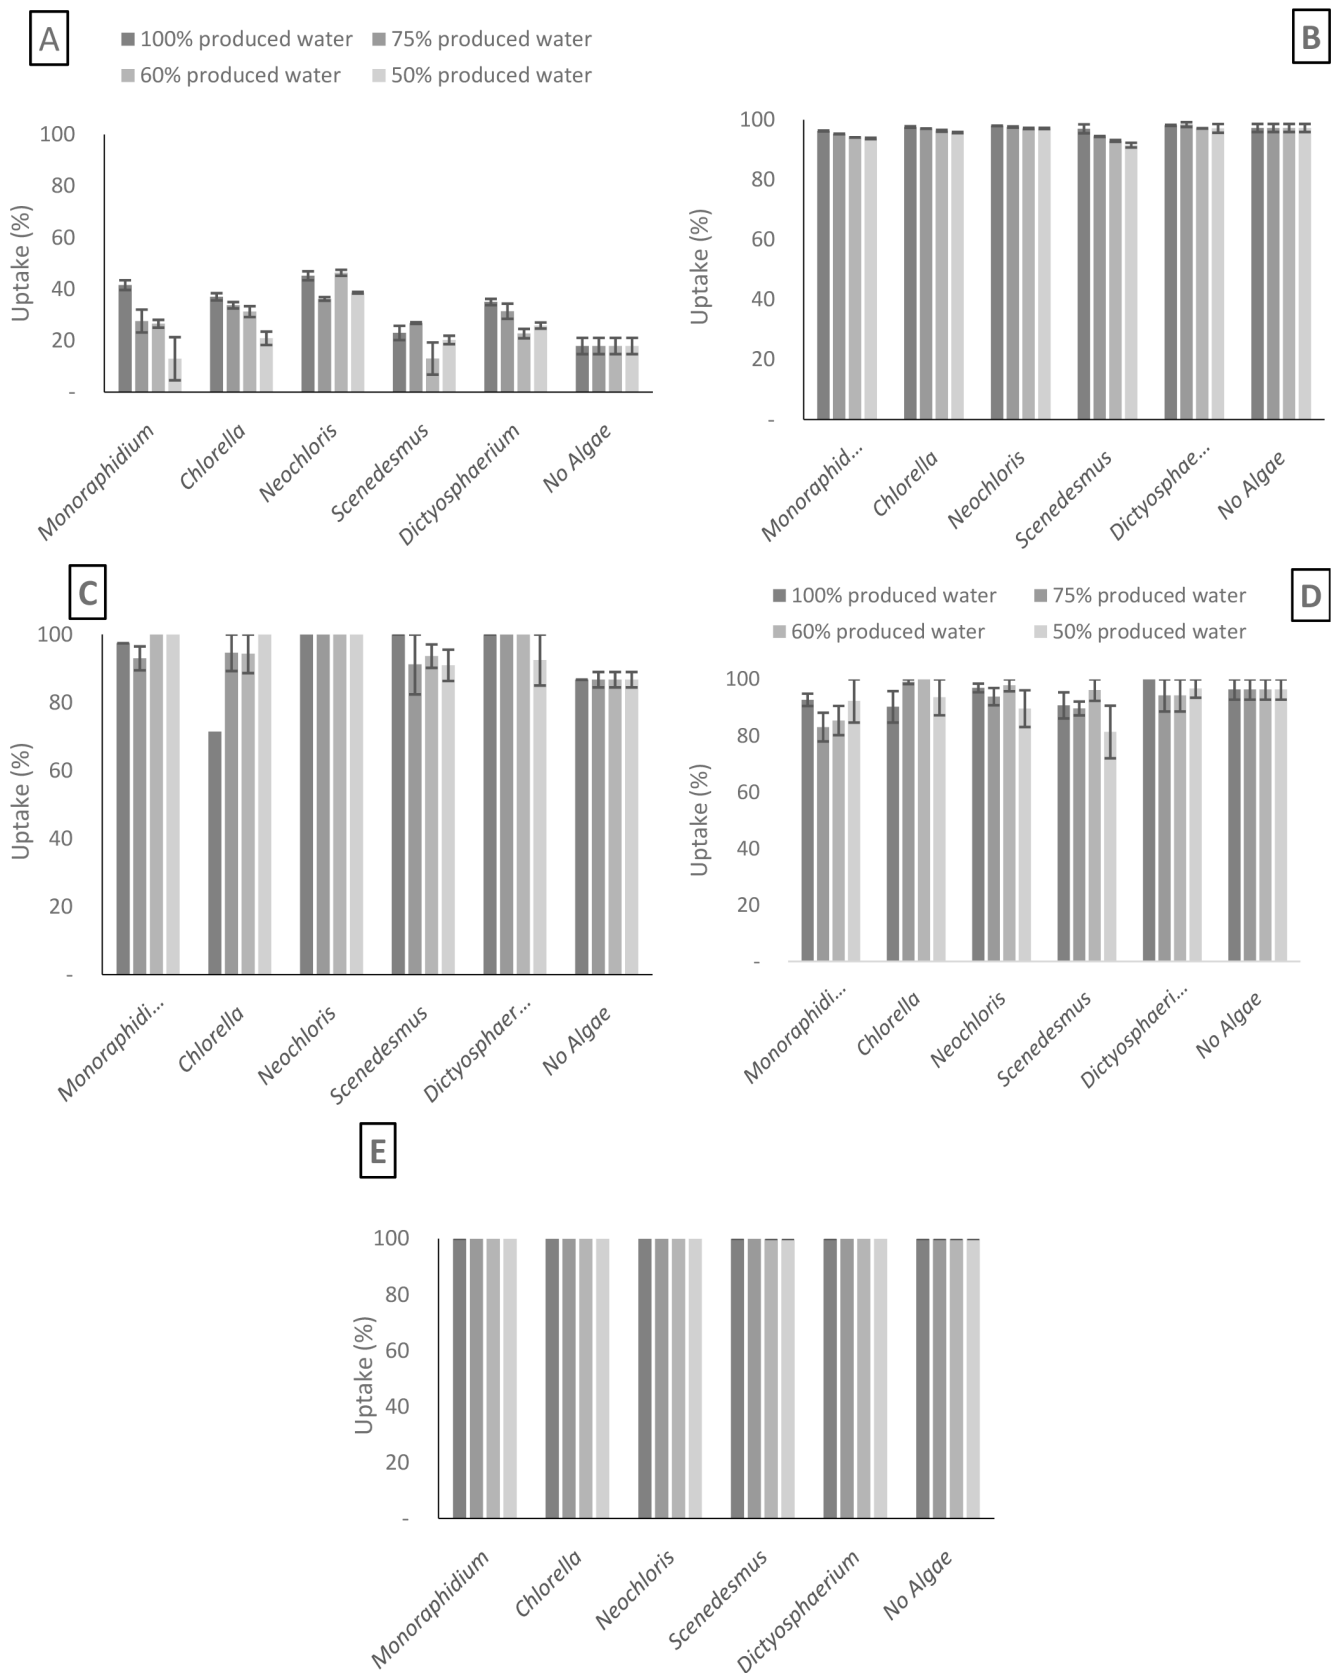 A
100% produced water
75% produced water
60% produced water
50% produced water
Uptake (%)
100
80
60
40
20
-
Monoraphidium
Chlorella
Neochloris
Scenedesmus
Dictyosphaerium
No Algae
B
Uptake (%)
100
80
60
40
20
-
Monoraphid...
Chlorella
Neochloris
Scenedesmus
Dictyosphae...
No Algae
C
Uptake (%)
100
80
60
40
20
-
Monoraphidi...
Chlorella
Neochloris
Scenedesmus
Dictyosphaer...
No Algae
D
100% produced water
75% produced water
60% produced water
50% produced water
Uptake (%)
100
80
60
40
20
-
Monoraphidi...
Chlorella
Neochloris
Scenedesmus
Dictyosphaeri...
No Algae
E
Uptake (%)
100
80
60
40
20
-
Monoraphidium
Chlorella
Neochloris
Scenedesmus
Dictyosphaerium
No Algae